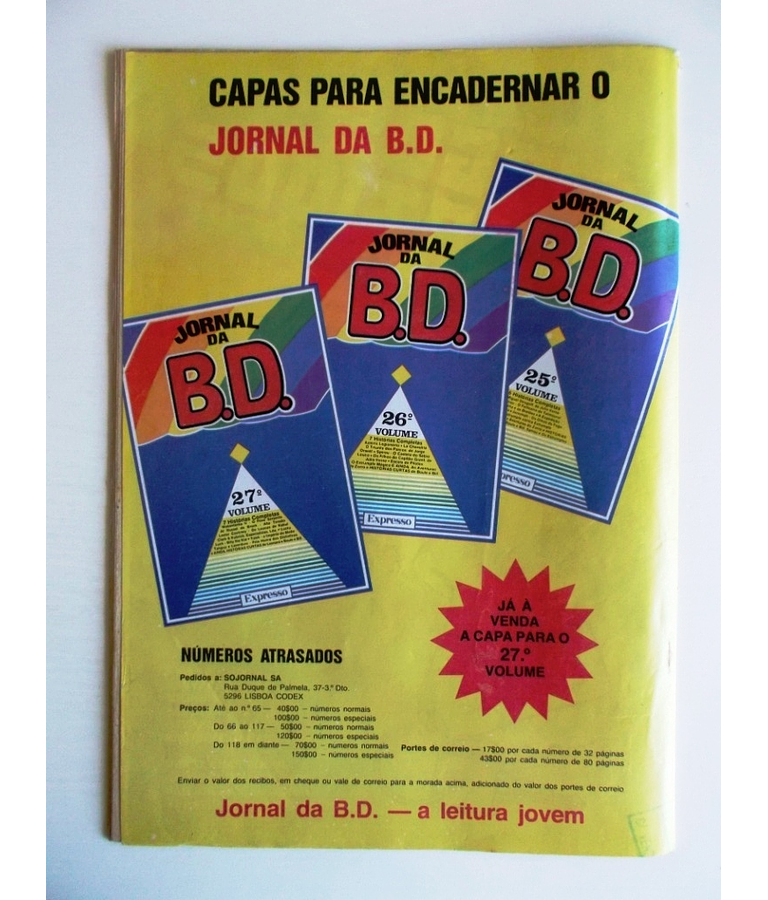 CAPAS PARA ENCADERNAR O
JORNAL DA B.D.
JORNAL
DA
B.D.
25º
VOLUME
JORNAL
DA
B.D.
26º
VOLUME
7 Histórias Completas
Expresso
JORNAL
DA
B.D.
27º
VOLUME
7 Histórias Completas
Expresso
JÁ À
VENDA
A CAPA PARA O
27.º
VOLUME
NÚMEROS ATRASADOS
Pedidos a: SOJORNAL SA
Rua Duque de Palmela, 37-3.º Dto.
5296 LISBOA CODEX
Preços: Até ao n.º 65 — 40$00 – números normais
100$00 – números especiais
Do 66 ao 117 — 50$00 – números normais
120$00 – números especiais
Do 118 em diante — 70$00 – números normais
150$00 – números especiais
Portes de correio — 17$00 por cada número de 32 páginas
43$00 por cada número de 80 páginas
Enviar o valor dos recibos, em cheque ou vale de correio para a morada acima, adicionado do valor dos portes de correio
Jornal da B.D. — a leitura jovem